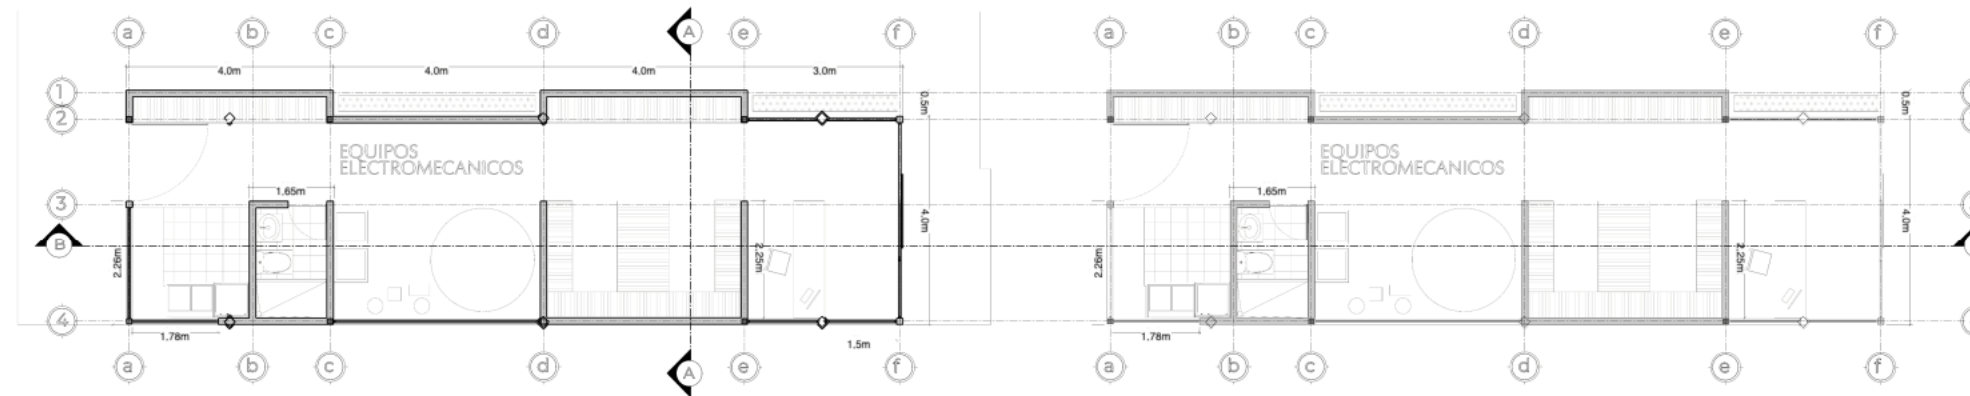 a b c d A e f
4.0m 4.0m 4.0m 3.0m
1
2
0.5m
EQUIPOS
ELECTROMECANICOS
1.65m
3
B
2.26m
2.25m
4.0m
4
1.78m
1.5m
a b c d A e f
a b c d e f
0.5m
EQUIPOS
ELECTROMECANICOS
1.65m
2.26m
2.25m
4.0m
1.78m
a b c d e f